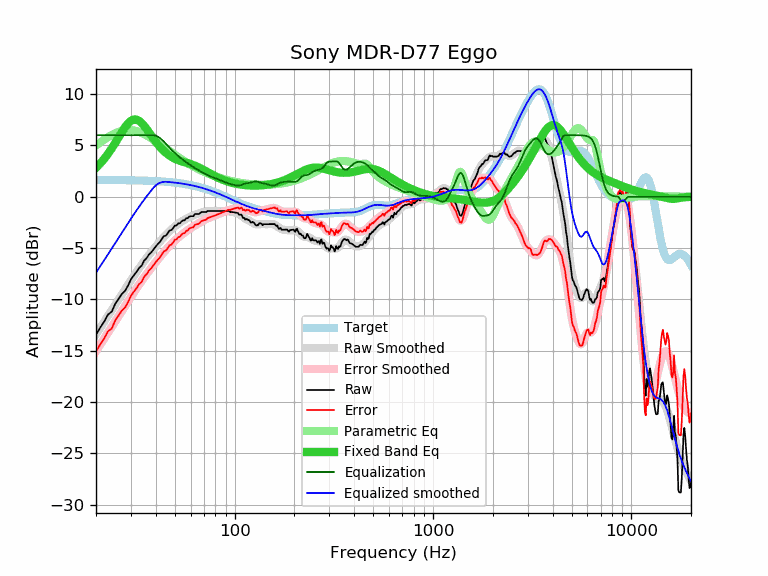 Sony MDR-D77 Eggo
Amplitude (dBr)
10
5
0
−5
−10
−15
−20
−25
−30
Target
Raw Smoothed
Error Smoothed
Raw
Error
Parametric Eq
Fixed Band Eq
Equalization
Equalized smoothed
100
1000
10000
Frequency (Hz)